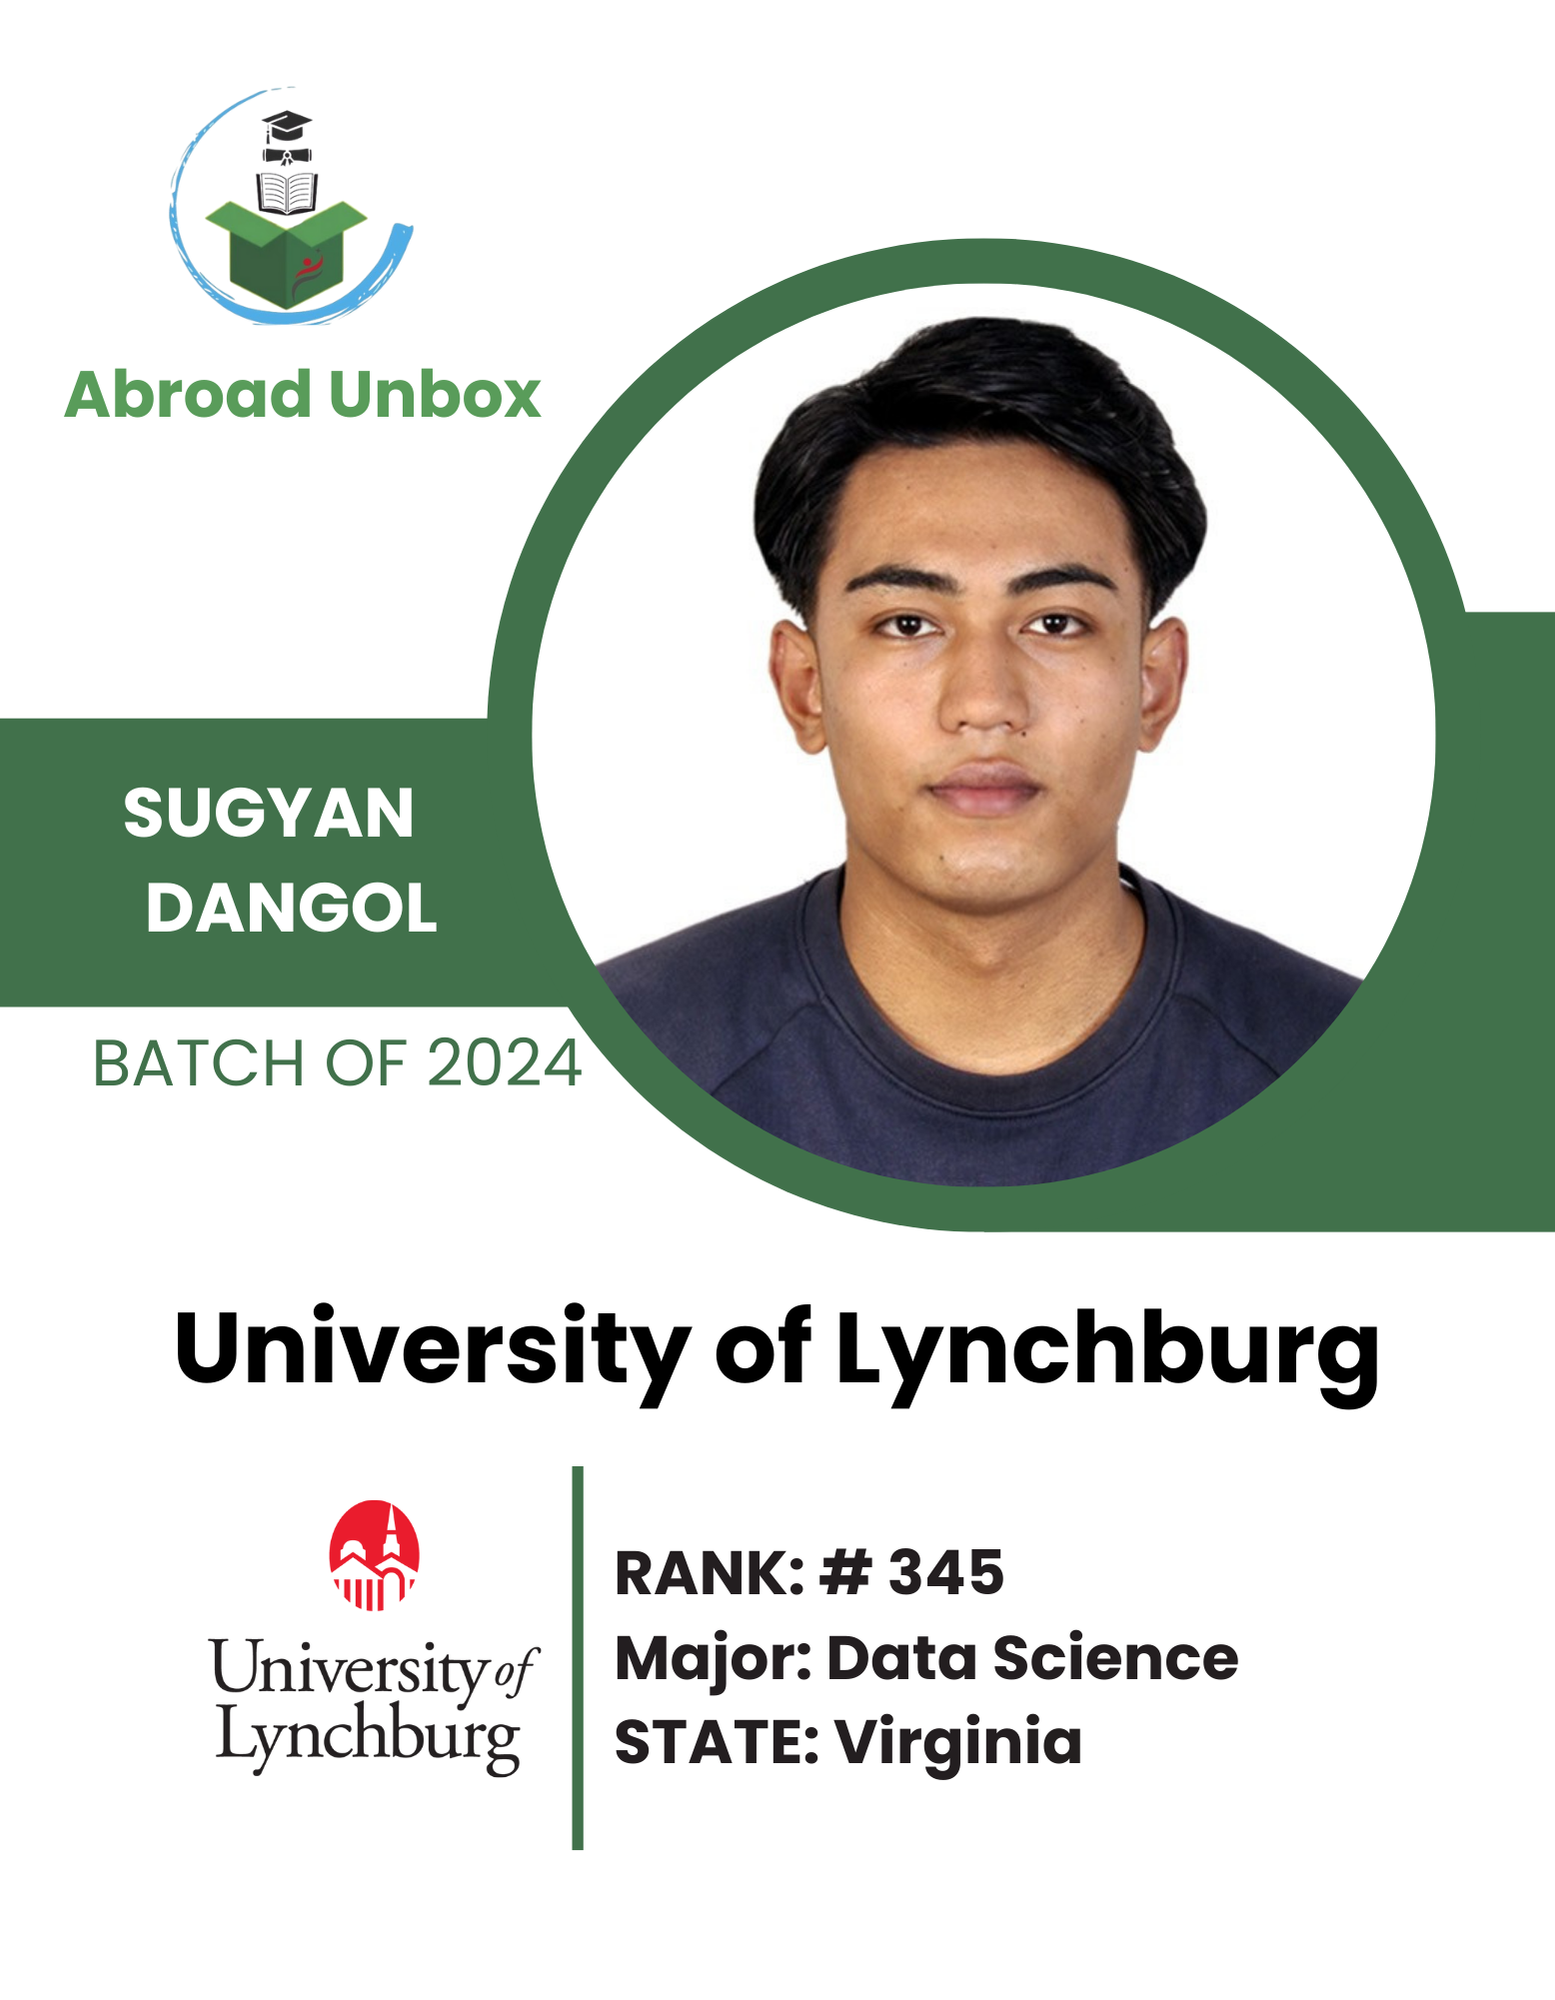 Abroad Unbox
SUGYAN
DANGOL
BATCH OF 2024
University of Lynchburg
University of
Lynchburg
RANK: # 345
Major: Data Science
STATE: Virginia